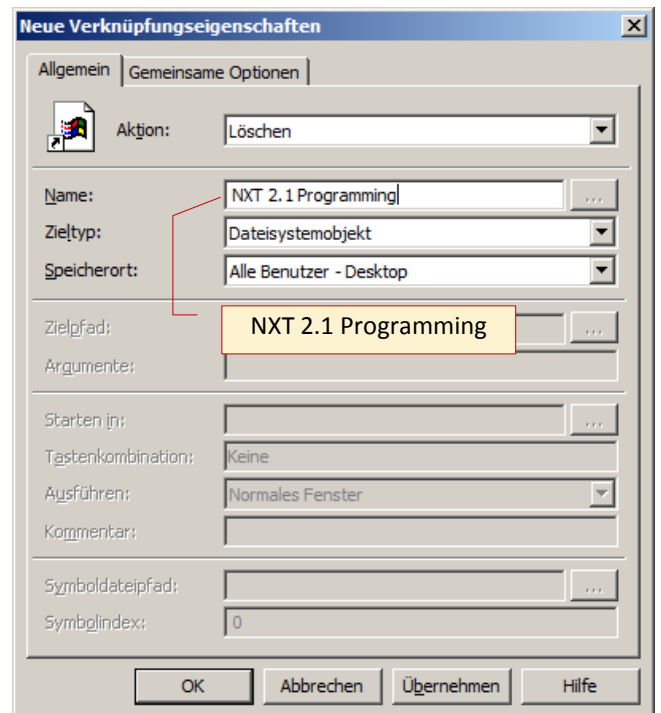 Neue Verknüpfungseigenschaften
Allgemein Gemeinsame Optionen
Aktion: Löschen
Name: NXT 2.1 Programming ...
Zieltyp: Dateisystemobjekt
Speicherort: Alle Benutzer - Desktop
NXT 2.1 Programming
Zielpfad: ...
Argumente:
Starten in: ...
Tastenkombination: Keine
Ausführen: Normales Fenster
Kommentar:
Symboldateipfad: ...
Symbolindex: 0
OK Abbrechen Übernehmen Hilfe